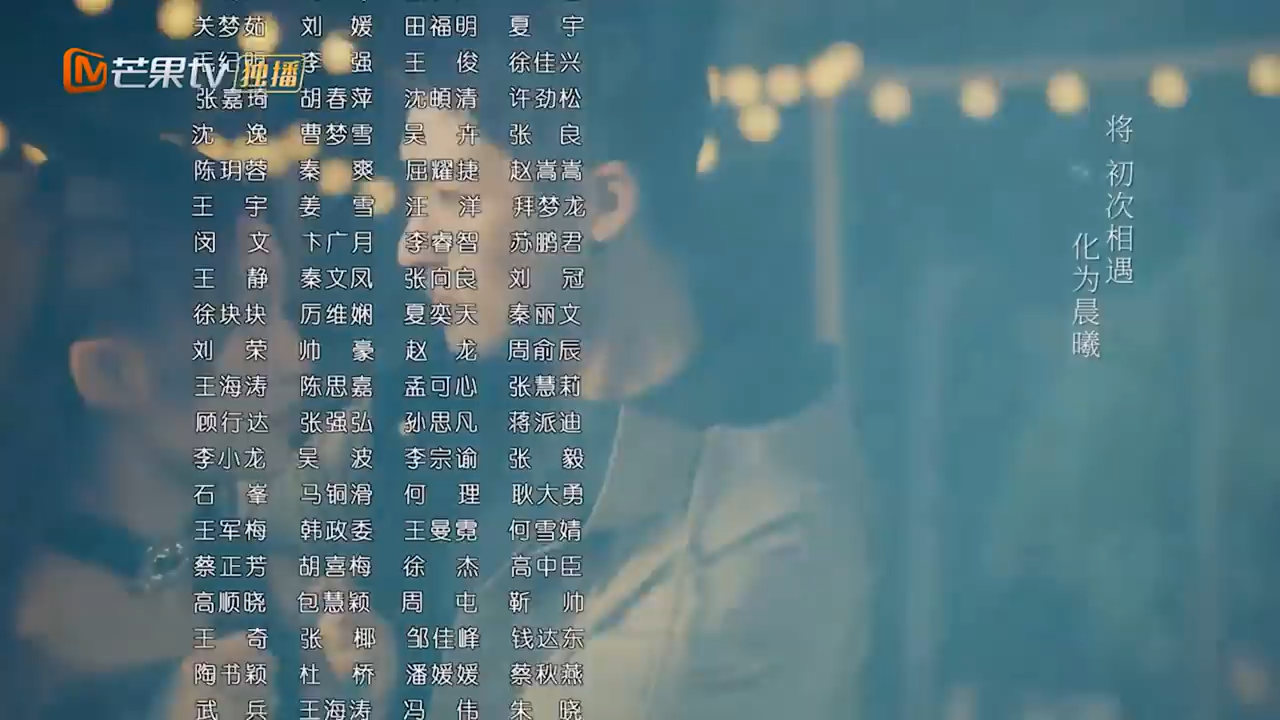 关梦茹 刘媛 田福明 夏宇
李强 王俊 徐佳兴
芒果tv 独播
张嘉琦 胡春萍 沈頔清 许劲松
沈逸 曹梦雪 吴卉 张良
陈玥蓉 秦爽 屈耀捷 赵嵩嵩
王宇 姜雪 汪洋 拜梦龙
闵文 卞广月 李睿智 苏鹏君
王静 秦文凤 张向良 刘冠
徐块块 厉维娴 夏奕天 秦丽文
刘荣 帅豪 赵龙 周俞辰
王海涛 陈思嘉 孟可心 张慧莉
顾行达 张强弘 孙思凡 蒋派迪
李小龙 吴波 李宗谕 张毅
石峯 马铜滑 何理 耿大勇
王军梅 韩政委 王曼霓 何雪婧
蔡正芳 胡喜梅 徐杰 高中臣
高顺晓 包慧颖 周屯 靳帅
王奇 张椰 邹佳峰 钱达东
陶书颖 杜桥 潘媛媛 蔡秋燕
武兵 王海涛 冯伟 朱晓
将 初次相遇
化为晨曦